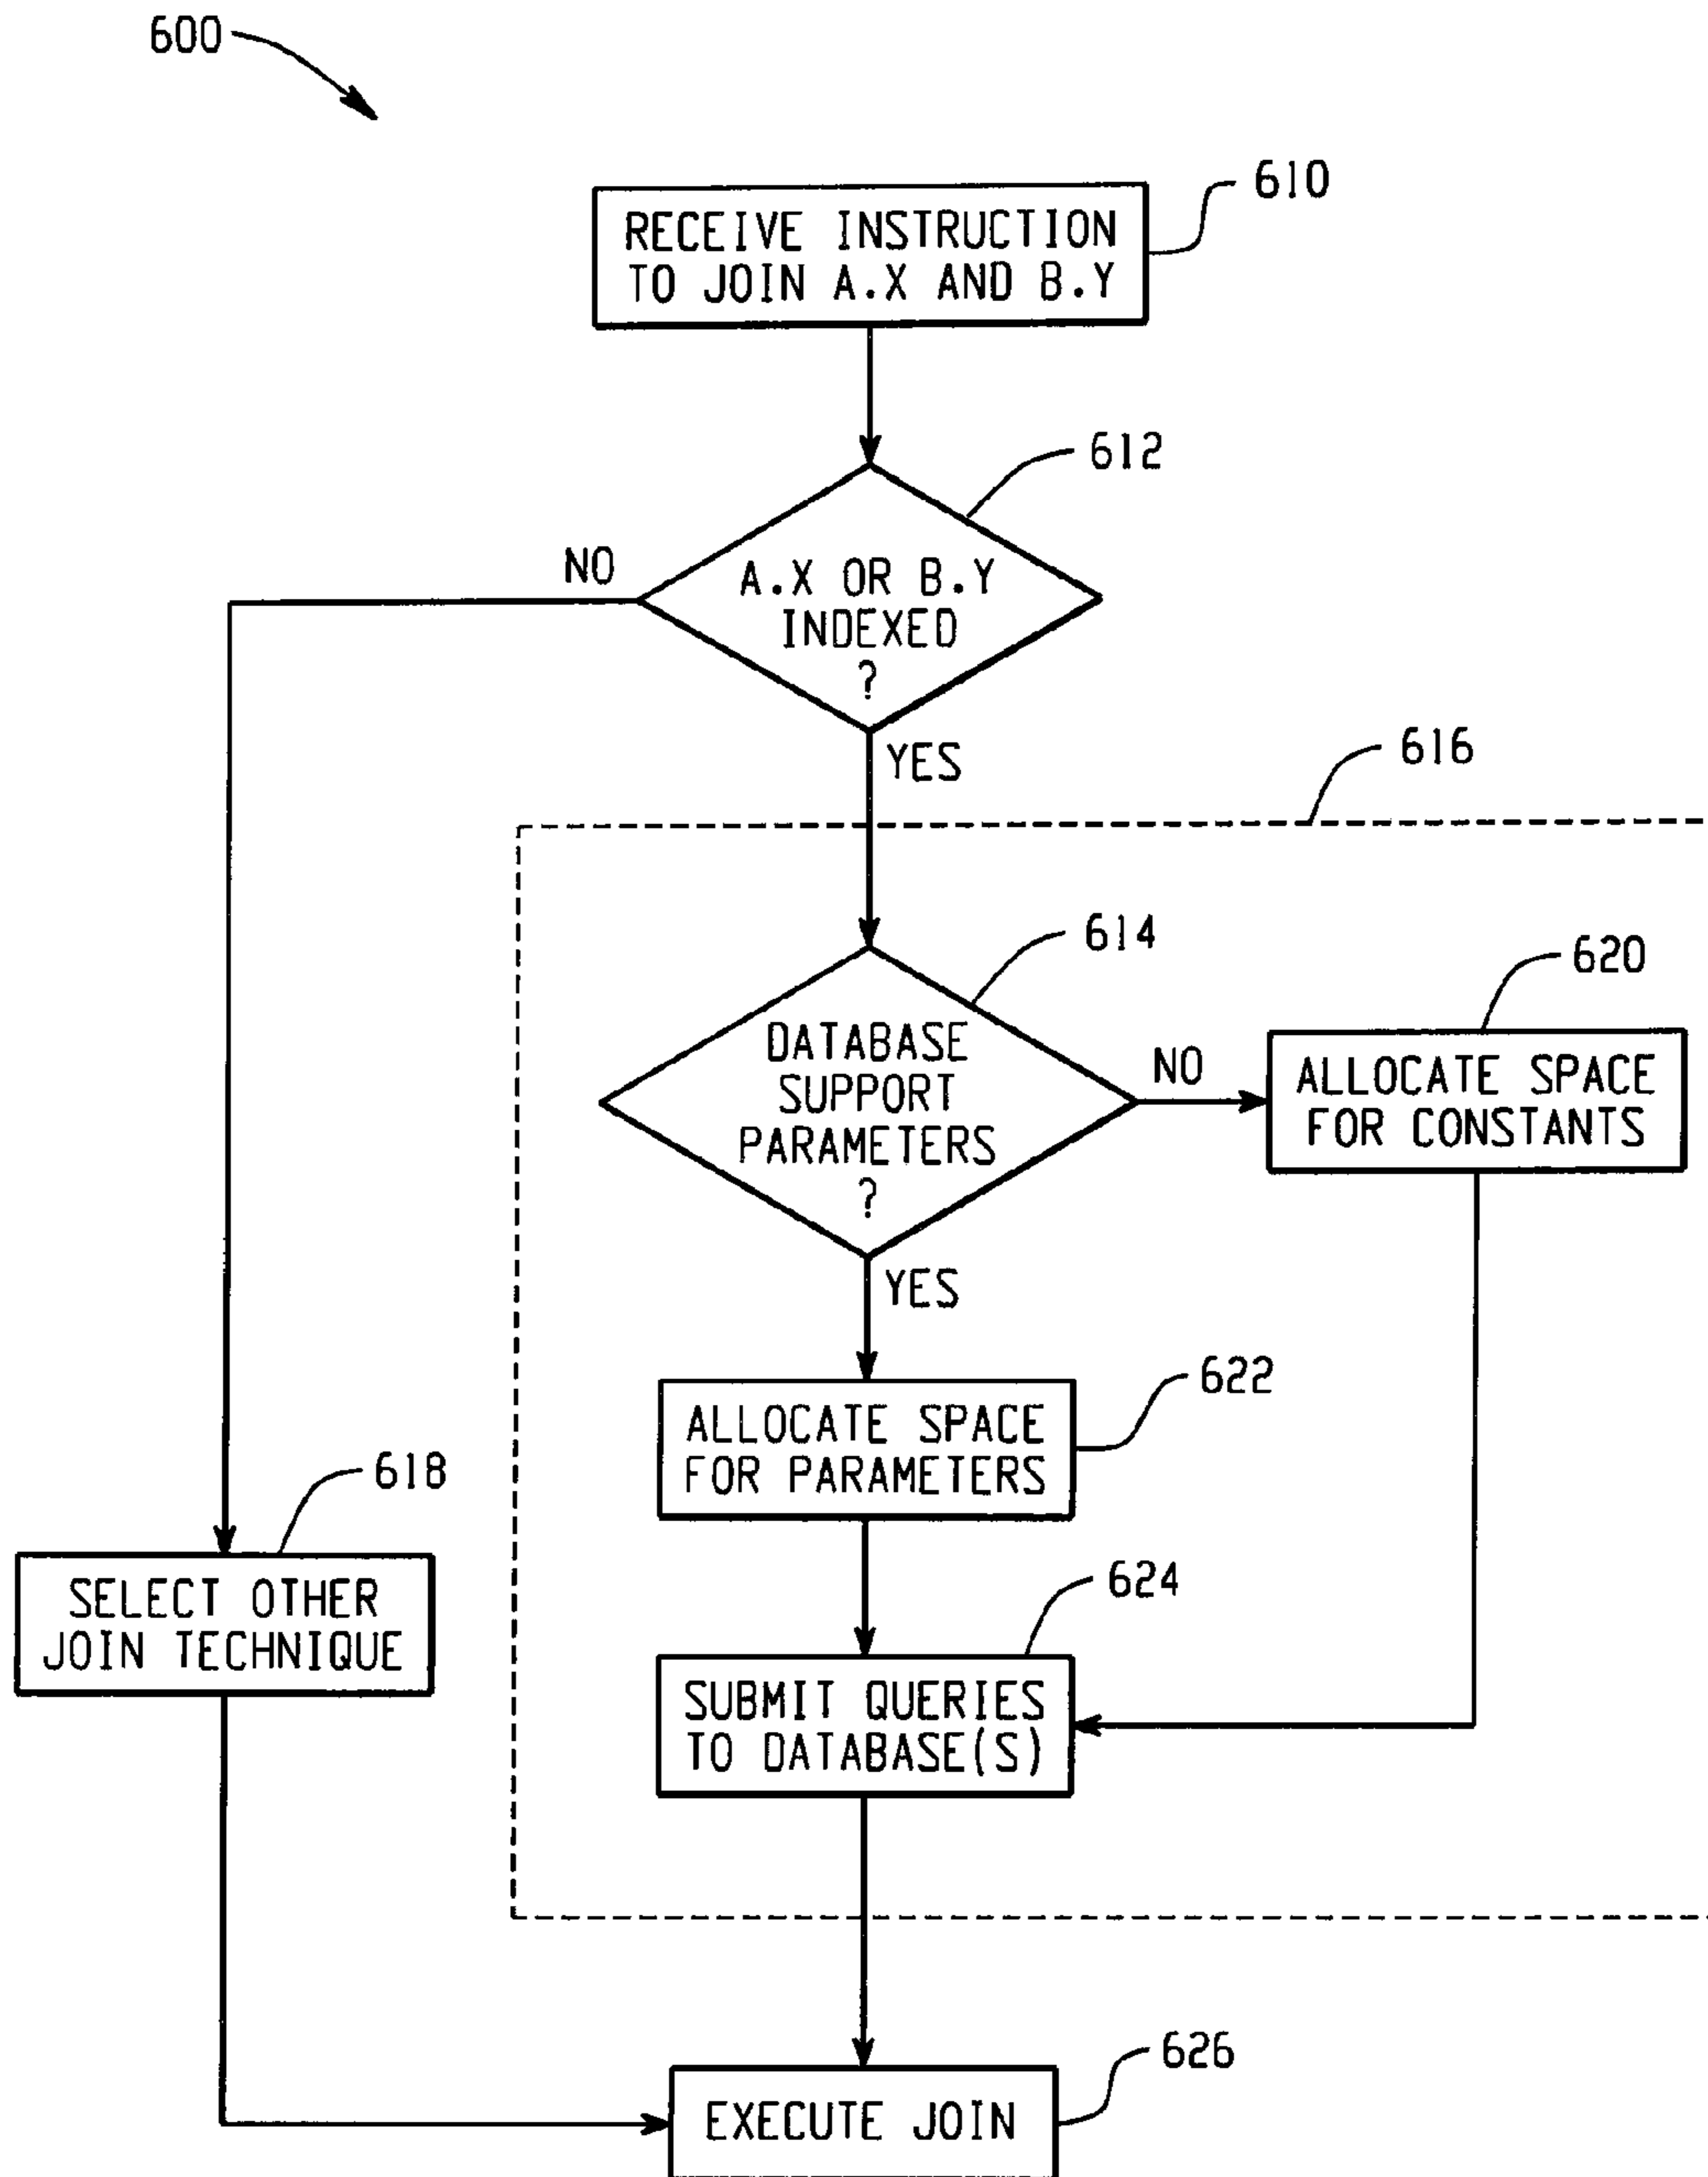 600
610
RECEIVE INSTRUCTION
TO JOIN A.X AND B.Y
612
NO
A.X OR B.Y
INDEXED
?
YES
616
614
620
DATABASE
SUPPORT
PARAMETERS
?
NO
ALLOCATE SPACE
FOR CONSTANTS
YES
622
ALLOCATE SPACE
FOR PARAMETERS
618
SELECT OTHER
JOIN TECHNIQUE
624
SUBMIT QUERIES
TO DATABASE(S)
626
EXECUTE JOIN